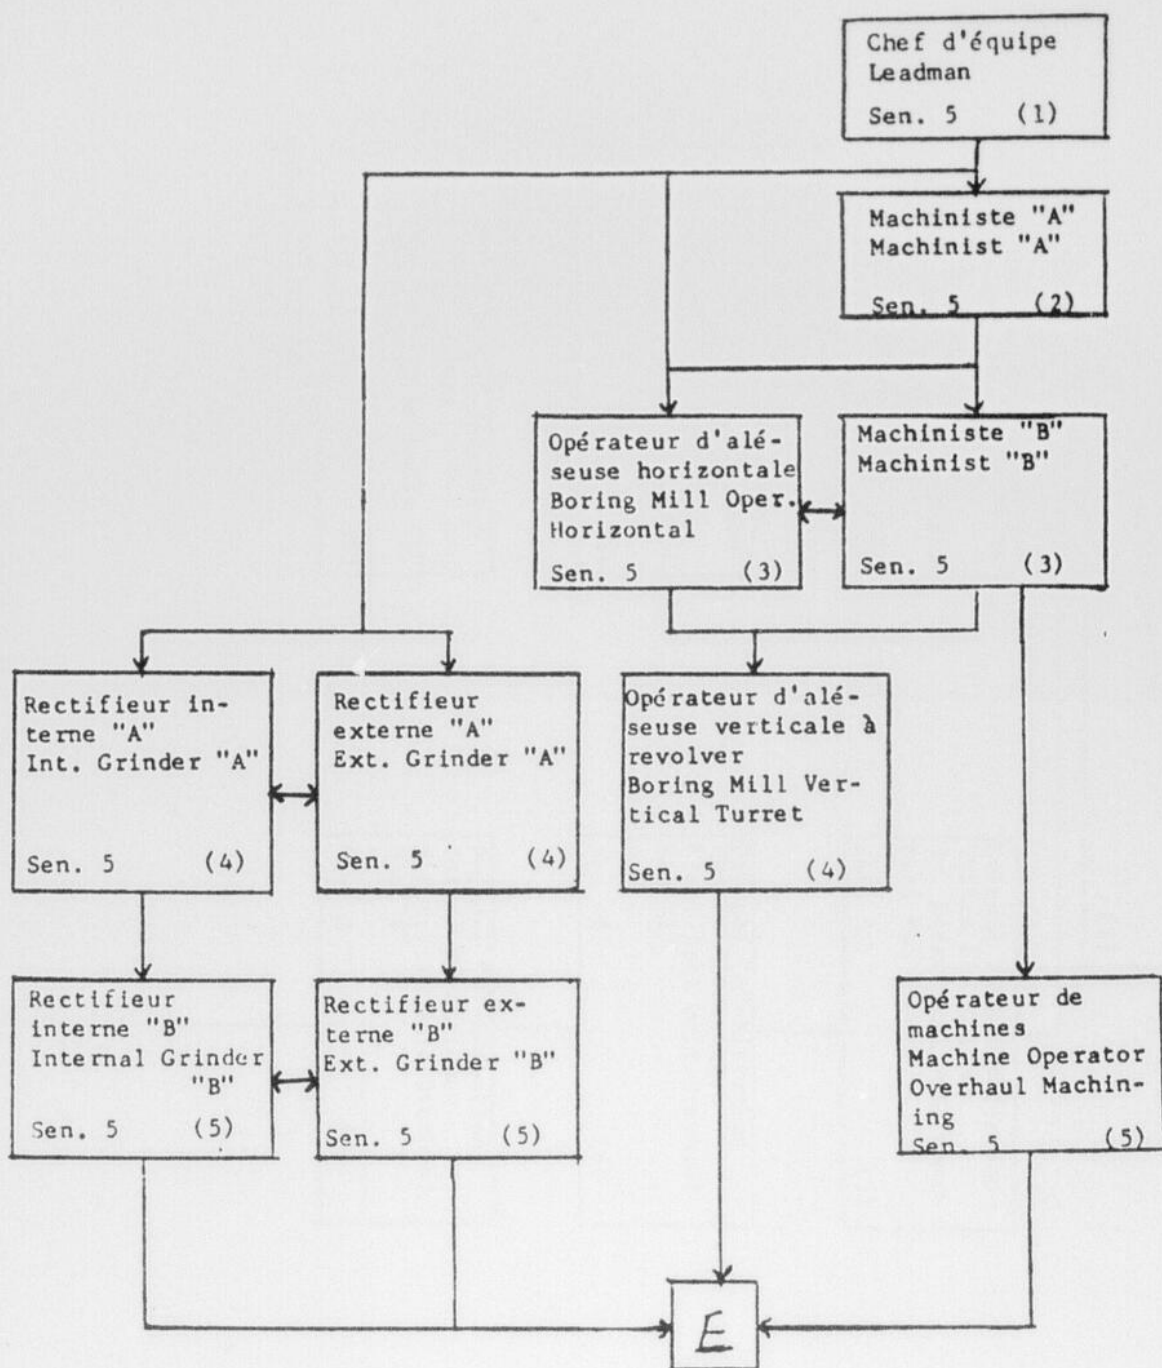 Chef d'équipe
Leadman
Sen. 5 (1)
Machiniste "A"
Machinist "A"
Sen. 5 (2)
Opérateur d'alé-
seuse horizontale
Boring Mill Oper.
Horizontal
Sen. 5 (3)
Machiniste "B"
Machinist "B"
Sen. 5 (3)
Rectifieur in-
terne "A"
Int. Grinder "A"
Sen. 5 (4)
Rectifieur
externe "A"
Ext. Grinder "A"
Sen. 5 (4)
Opérateur d'alé-
seuse verticale à
revolver
Boring Mill Ver-
tical Turret
Sen. 5 (4)
Rectifieur
interne "B"
Internal Grinder
"B"
Sen. 5 (5)
Rectifieur ex-
terne "B"
Ext. Grinder "B"
Sen. 5 (5)
Opérateur de
machines
Machine Operator
Overhaul Machin-
ing
Sen. 5 (5)
E